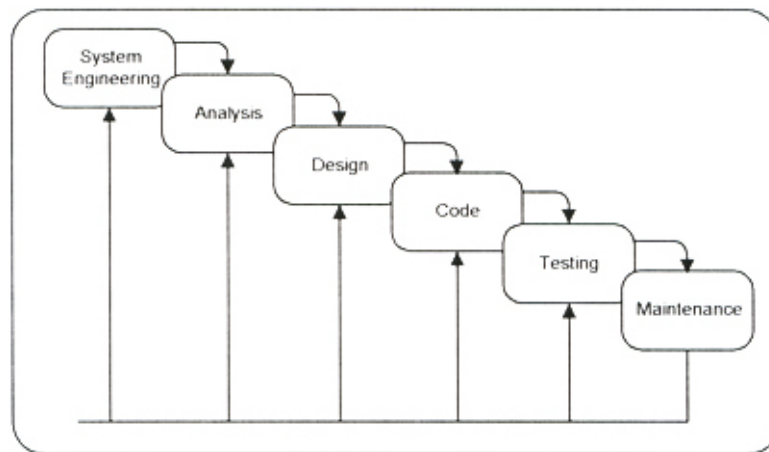 System
Engineering
Analysis
Design
Code
Testing
Maintenance